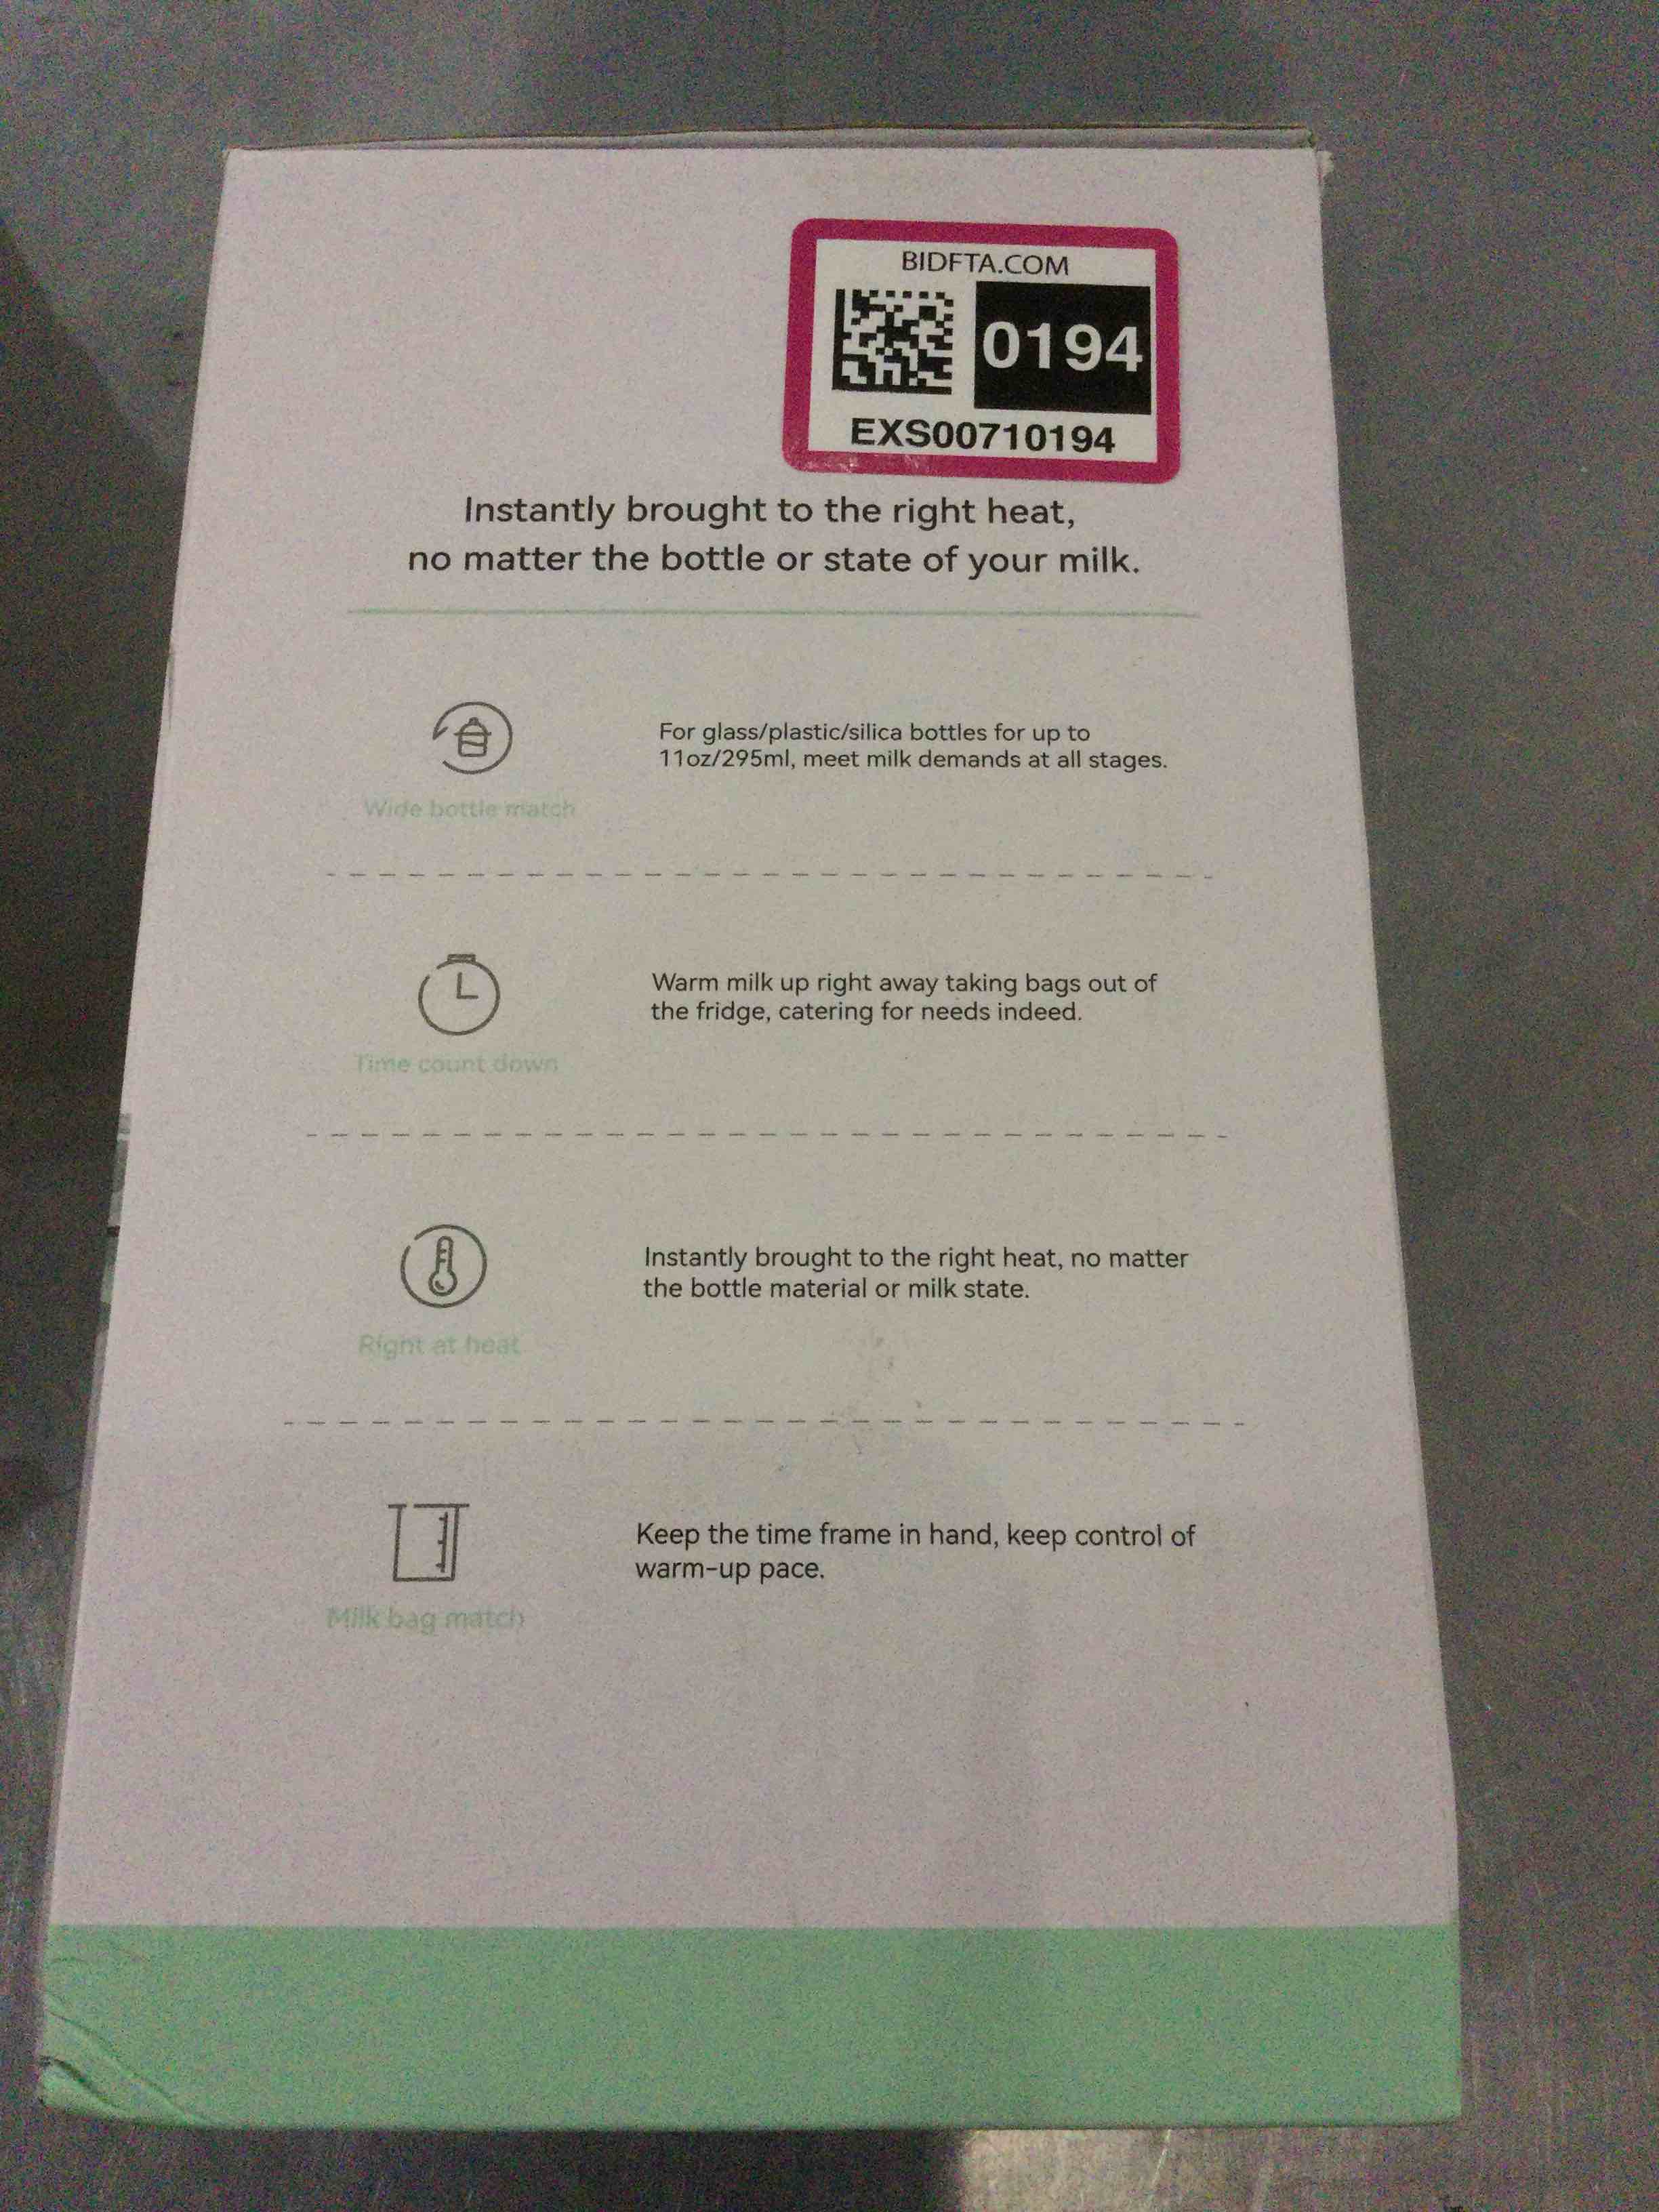 BIDFTA.COM
0194
EXS00710194
Instantly brought to the right heat,
no matter the bottle or state of your milk.
For glass/plastic/silica bottles for up to
11oz/295ml, meet milk demands at all stages.
Wide bottle match
Warm milk up right away taking bags out of
the fridge, catering for needs indeed.
Time count down
Instantly brought to the right heat, no matter
the bottle material or milk state.
Right at heat
Keep the time frame in hand, keep control of
warm-up pace.
Milk bag match